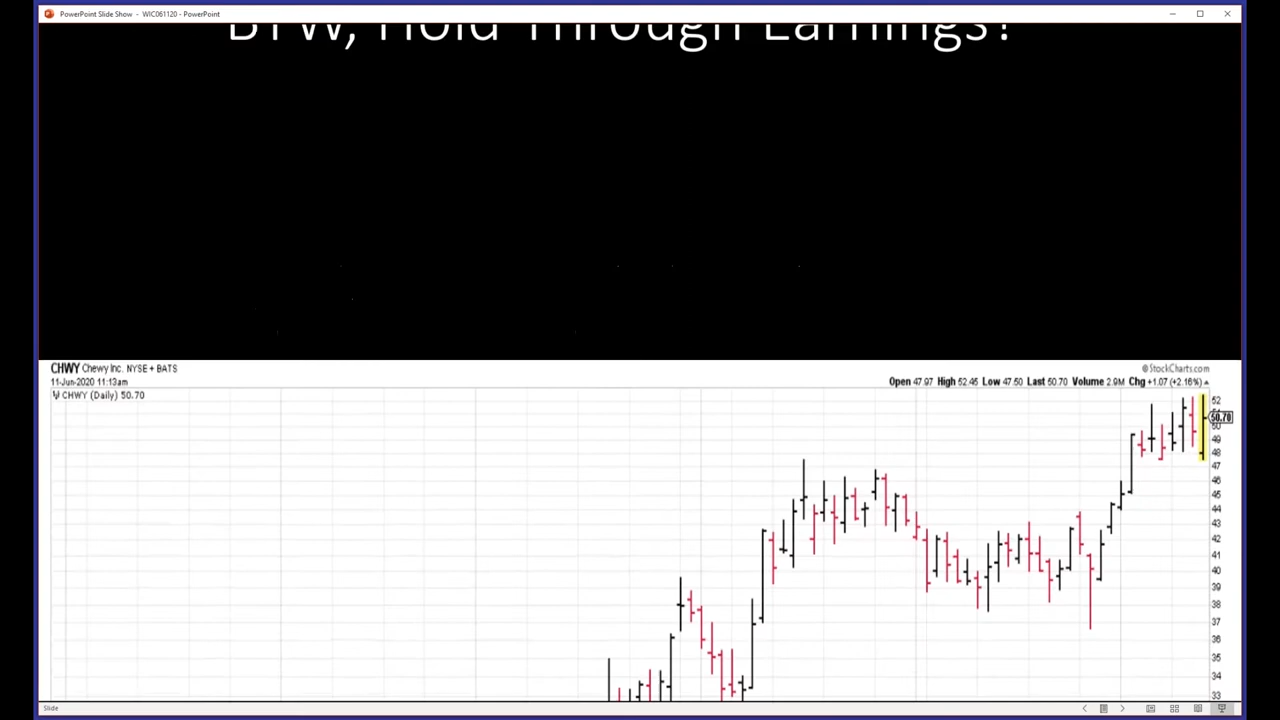 PowerPoint Slide Show - WIC061120 - PowerPoint
BTW, Hold Through Earnings?
CHWY Chewy Inc. NYSE + BATS
© StockCharts.com
11-Jun-2020 11:13am
Open 47.97 High 52.45 Low 47.50 Last 50.70 Volume 2.9M Chg +1.07 (+2.16%)
CHWY (Daily) 50.70
52
50.70
50
49
48
47
46
45
44
43
42
41
40
39
38
37
36
35
34
33
Slide